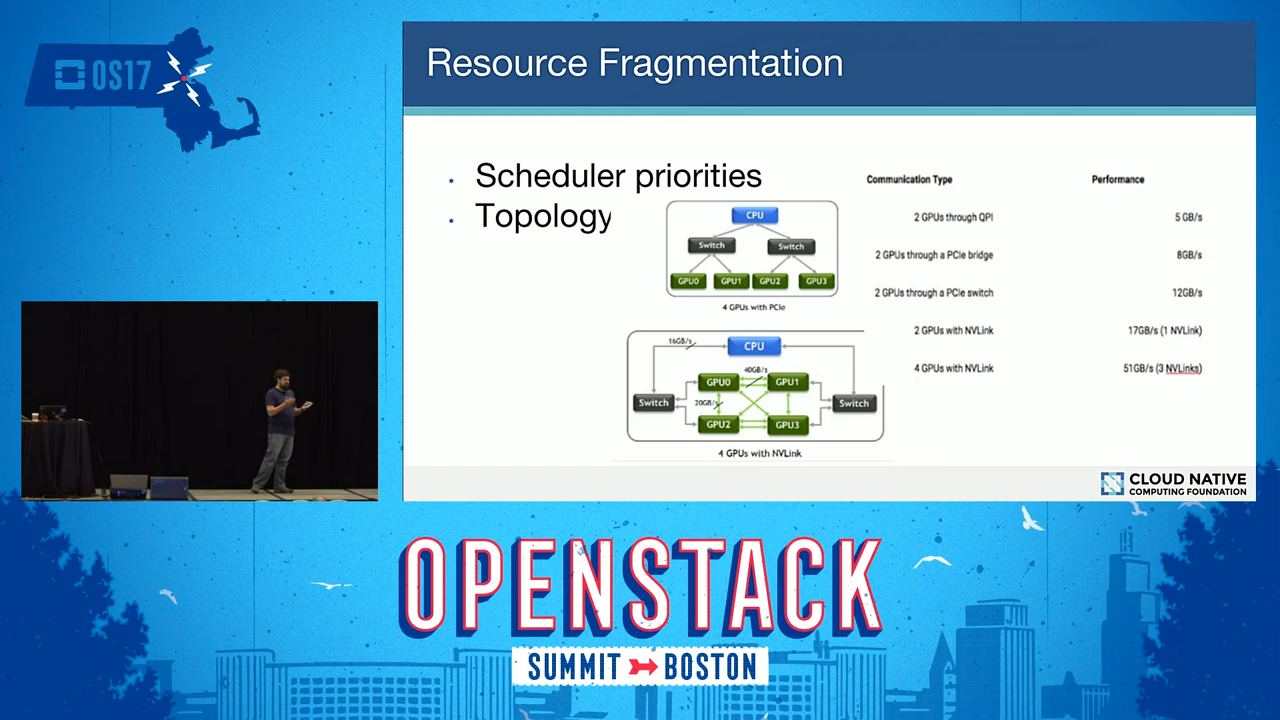 OS17
Resource Fragmentation
• Scheduler priorities
• Topology
CPU
Switch Switch
GPU0 GPU1 GPU2 GPU3
4 GPUs with PCIe
16GB/s CPU
40GB/s
GPU0 GPU1
Switch 20GB/s Switch
GPU2 GPU3
4 GPUs with NVLink
Communication Type Performance
2 GPUs through QPI 5 GB/s
2 GPUs through a PCIe bridge 8GB/s
2 GPUs through a PCIe switch 12GB/s
2 GPUs with NVLink 17GB/s (1 NVLink)
4 GPUs with NVLink 51GB/s (3 NVLinks)
CLOUD NATIVE
COMPUTING FOUNDATION
OPENSTACK
SUMMIT BOSTON